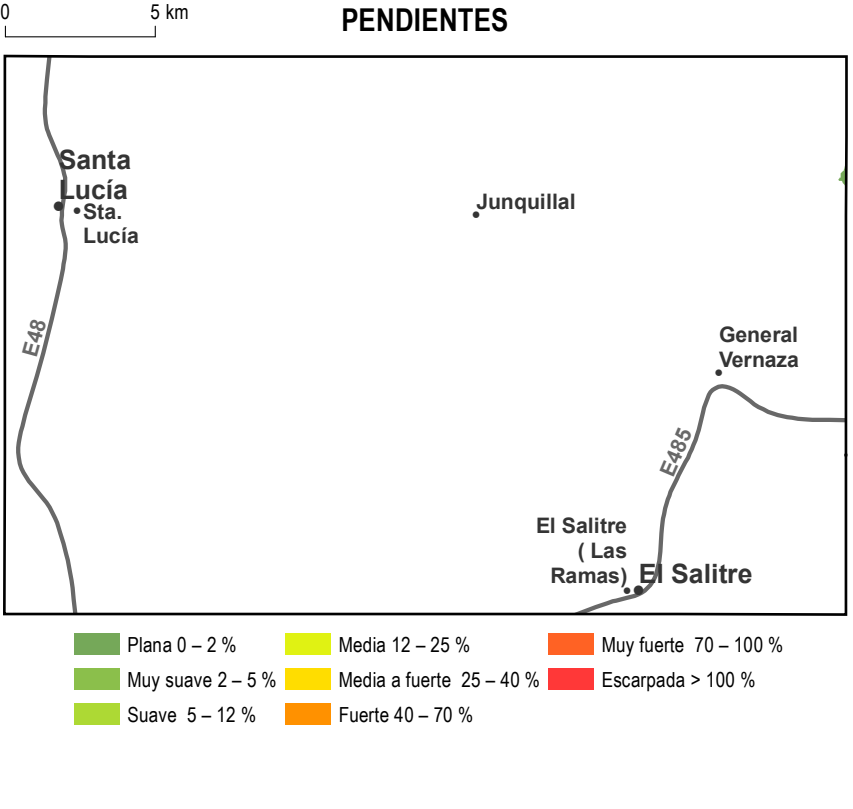 0 5 km
PENDIENTES
Santa
Lucía
Sta.
Lucía
Junquillal
E48
General
Vernaza
E485
El Salitre
( Las
Ramas)
El Salitre
Plana 0 – 2 %
Muy suave 2 – 5 %
Suave 5 – 12 %
Media 12 – 25 %
Media a fuerte 25 – 40 %
Fuerte 40 – 70 %
Muy fuerte 70 – 100 %
Escarpada > 100 %